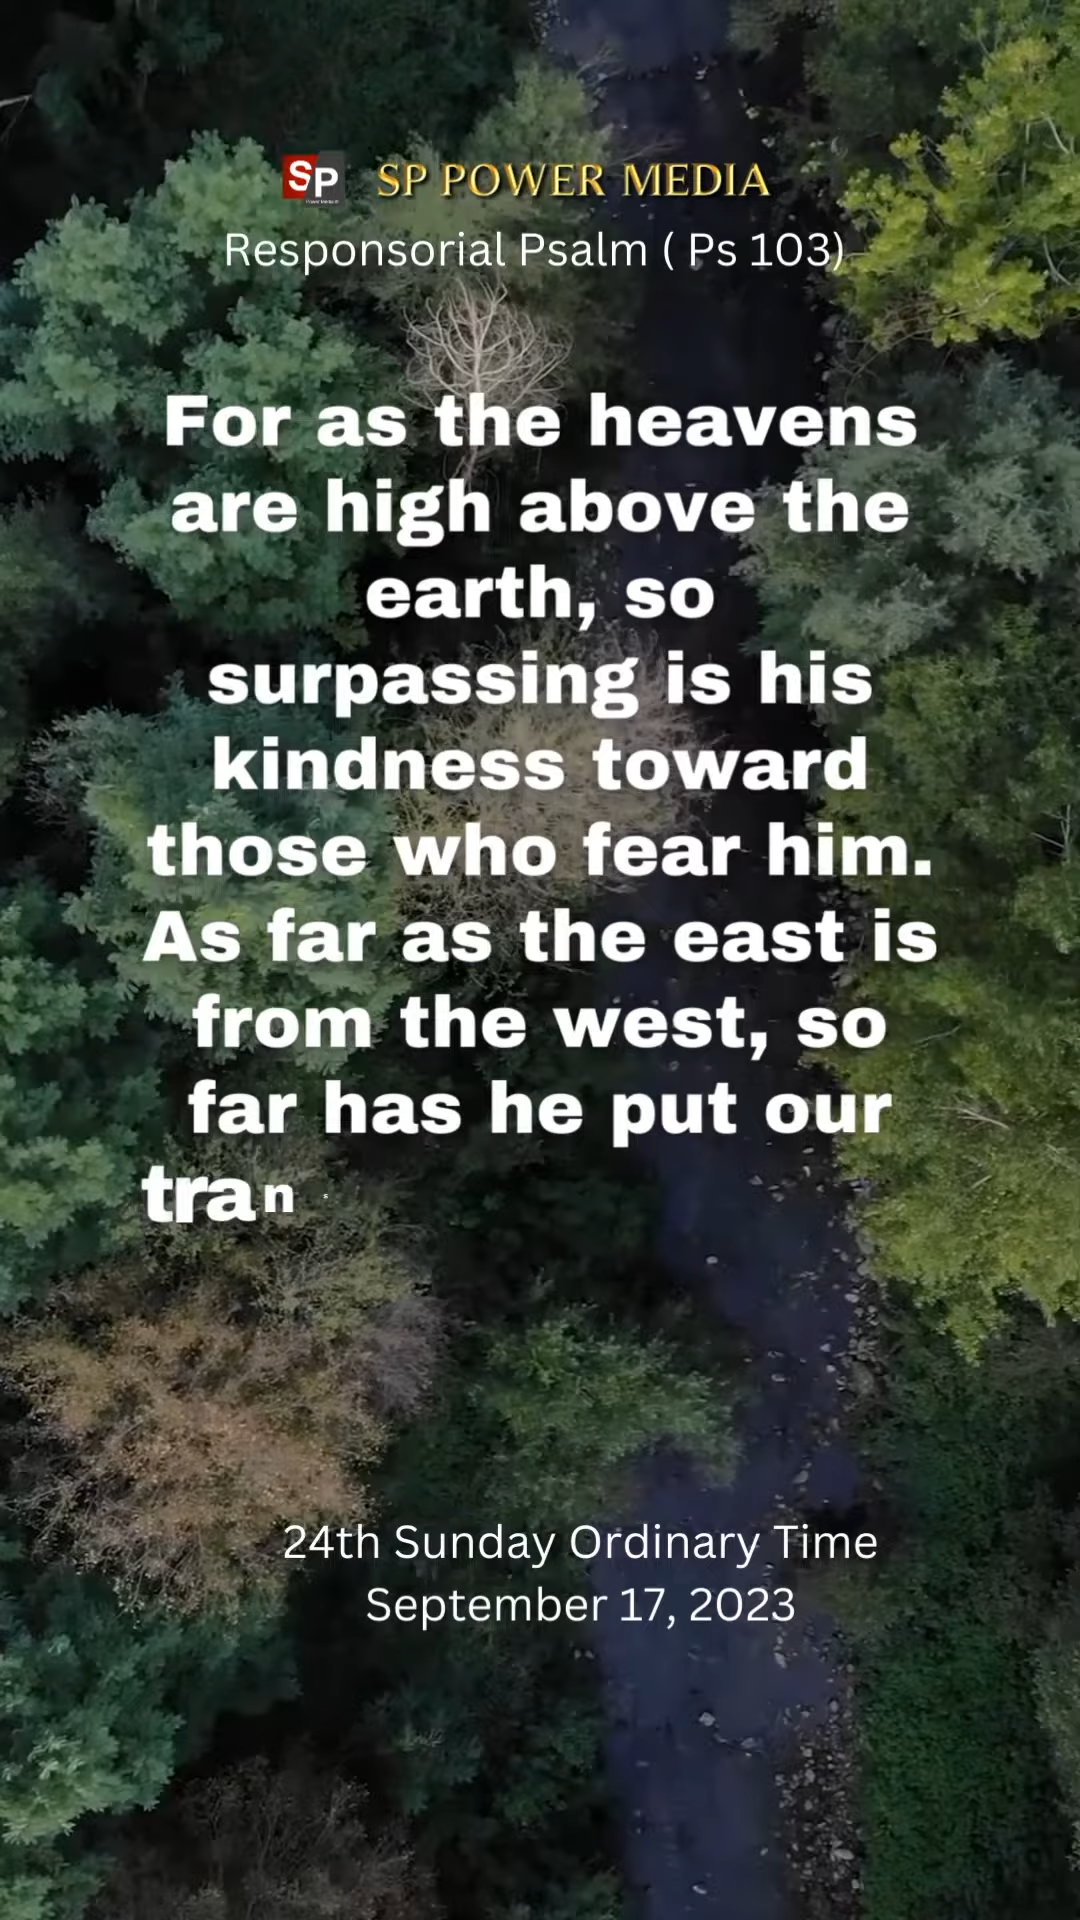 SP SP POWER MEDIA
Responsorial Psalm ( Ps 103)
For as the heavens
are high above the
earth, so
surpassing is his
kindness toward
those who fear him.
As far as the east is
from the west, so
far has he put our
trans
24th Sunday Ordinary Time
September 17, 2023